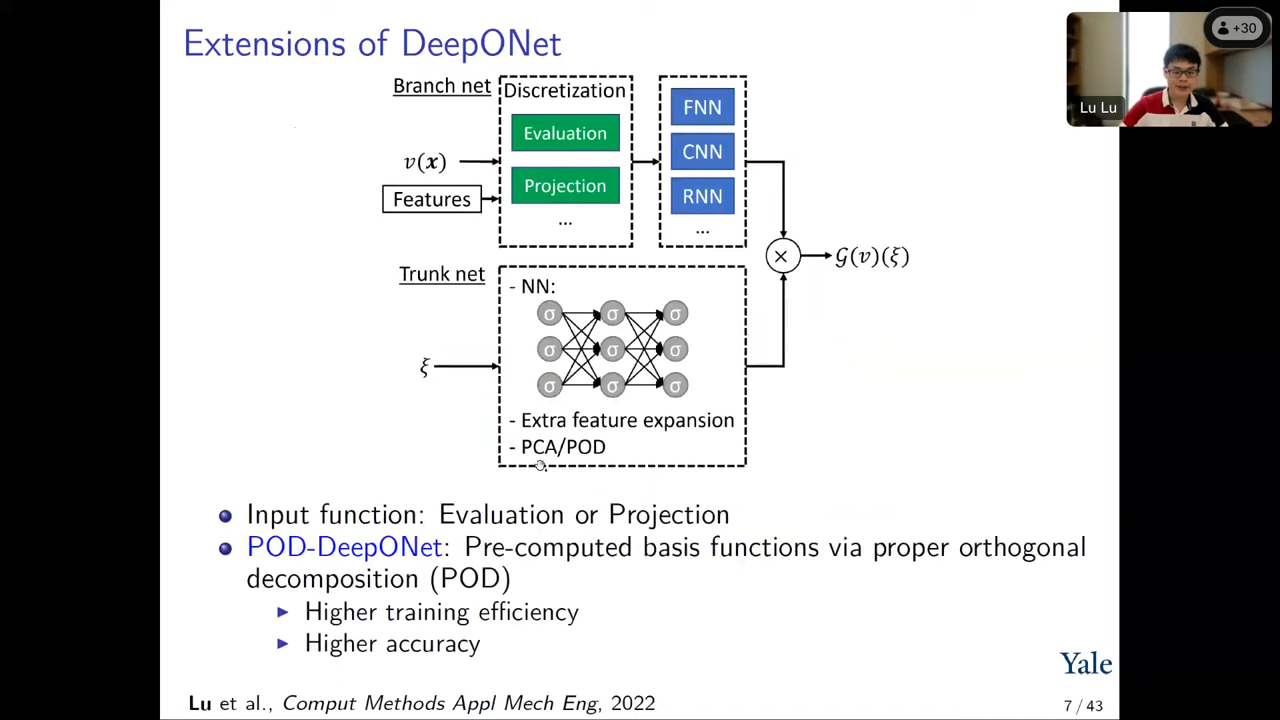 Extensions of DeepONet
+30
Lu Lu
Branch net
Discretization
Evaluation
Projection
...
v(x)
Features
FNN
CNN
RNN
...
×
𝒢(v)(ξ)
Trunk net
- NN:
σ σ σ
σ σ σ
σ σ σ
ξ
- Extra feature expansion
- PCA/POD
Input function: Evaluation or Projection
POD-DeepONet: Pre-computed basis functions via proper orthogonal
decomposition (POD)
Higher training efficiency
Higher accuracy
Yale
Lu et al., Comput Methods Appl Mech Eng, 2022
7 / 43